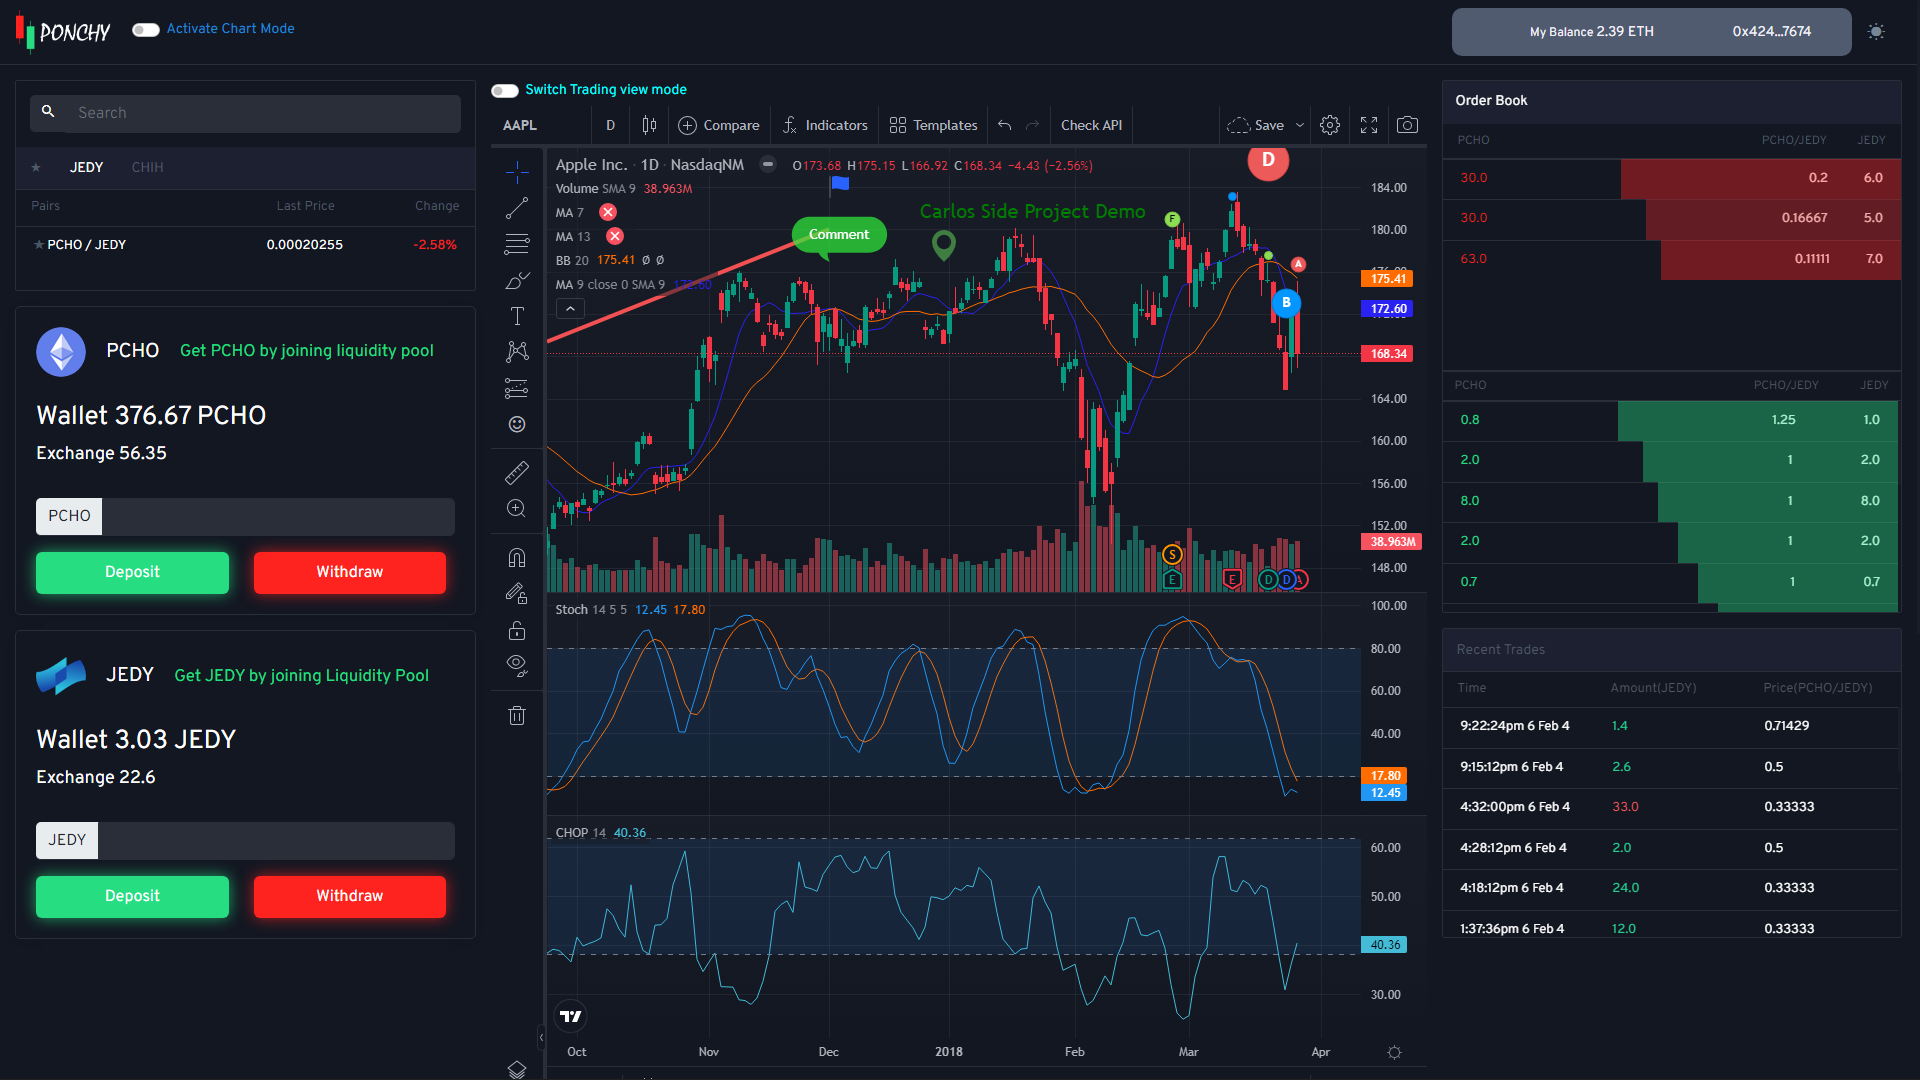 PONCHY
Activate Chart Mode
My Balance 2.39 ETH
0x424...7674
Search
JEDY CHIH
Pairs Last Price Change
PCHO / JEDY 0.00020255 -2.58%
PCHO Get PCHO by joining liquidity pool
Wallet 376.67 PCHO
Exchange 56.35
PCHO
Deposit Withdraw
JEDY Get JEDY by joining Liquidity Pool
Wallet 3.03 JEDY
Exchange 22.6
JEDY
Deposit Withdraw
Switch Trading view mode
AAPL D Compare Indicators Templates Check API Save
Apple Inc. · 1D · NasdaqNM O173.68 H175.15 L166.92 C168.34 -4.43 (-2.56%)
Volume SMA 9 38.963M
MA 7
MA 13
BB 20 175.41 Ø Ø
MA 9 close 0 SMA 9 172.60
Comment
Carlos Side Project Demo
D
F
A
B
S
E
E
D
D
A
184.00
180.00
175.41
172.60
168.34
164.00
160.00
156.00
152.00
38.963M
148.00
Stoch 14 5 5 12.45 17.80
100.00
80.00
60.00
40.00
17.80
12.45
CHOP 14 40.36
60.00
50.00
40.36
30.00
Oct Nov Dec 2018 Feb Mar Apr
Order Book
PCHO PCHO/JEDY JEDY
30.0 0.2 6.0
30.0 0.16667 5.0
63.0 0.11111 7.0
PCHO PCHO/JEDY JEDY
0.8 1.25 1.0
2.0 1 2.0
8.0 1 8.0
2.0 1 2.0
0.7 1 0.7
Recent Trades
Time Amount(JEDY) Price(PCHO/JEDY)
9:22:24pm 6 Feb 4 1.4 0.71429
9:15:12pm 6 Feb 4 2.6 0.5
4:32:00pm 6 Feb 4 33.0 0.33333
4:28:12pm 6 Feb 4 2.0 0.5
4:18:12pm 6 Feb 4 24.0 0.33333
1:37:36pm 6 Feb 4 12.0 0.33333